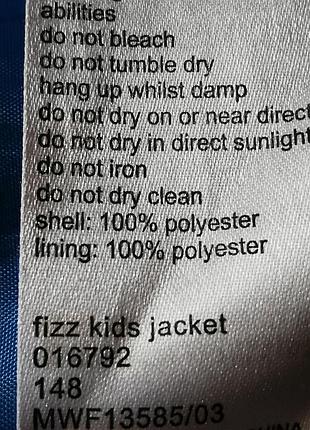 abilities
do not bleach
do not tumble dry
hang up whilst damp
do not dry on or near direct
do not dry in direct sunlight
do not iron
do not dry clean
shell: 100% polyester
lining: 100% polyester
fizz kids jacket
016792
148
MWF13585/03